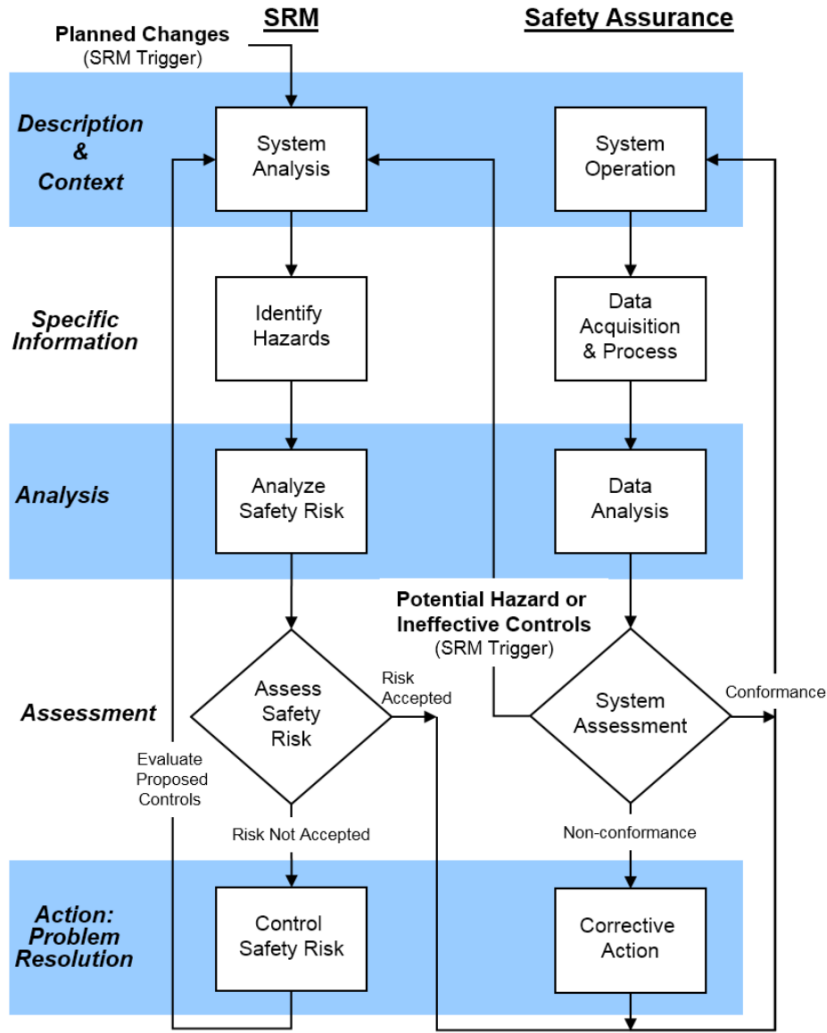 SRM
Safety Assurance
Planned Changes
(SRM Trigger)
Description
&
Context
System
Analysis
System
Operation
Specific
Information
Identify
Hazards
Data
Acquisition
& Process
Analysis
Analyze
Safety Risk
Data
Analysis
Potential Hazard or
Ineffective Controls
(SRM Trigger)
Assessment
Assess
Safety
Risk
Risk
Accepted
System
Assessment
Conformance
Evaluate
Proposed
Controls
Risk Not Accepted
Non-conformance
Action:
Problem
Resolution
Control
Safety Risk
Corrective
Action